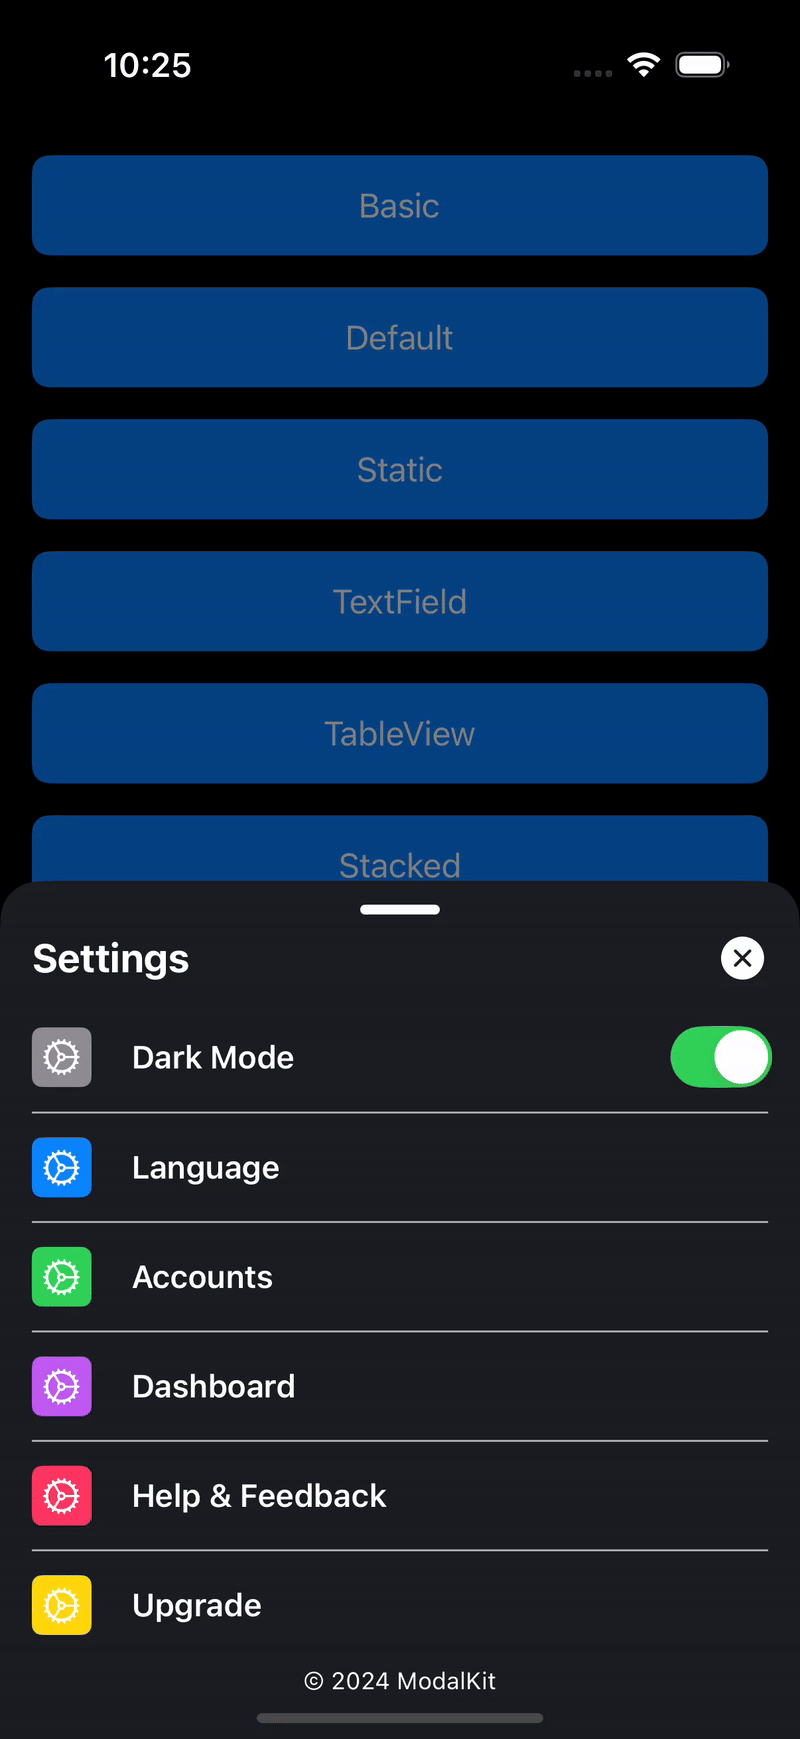 10:25
Basic
Default
Static
TextField
TableView
Stacked
Settings
Dark Mode
Language
Accounts
Dashboard
Help & Feedback
Upgrade
© 2024 ModalKit